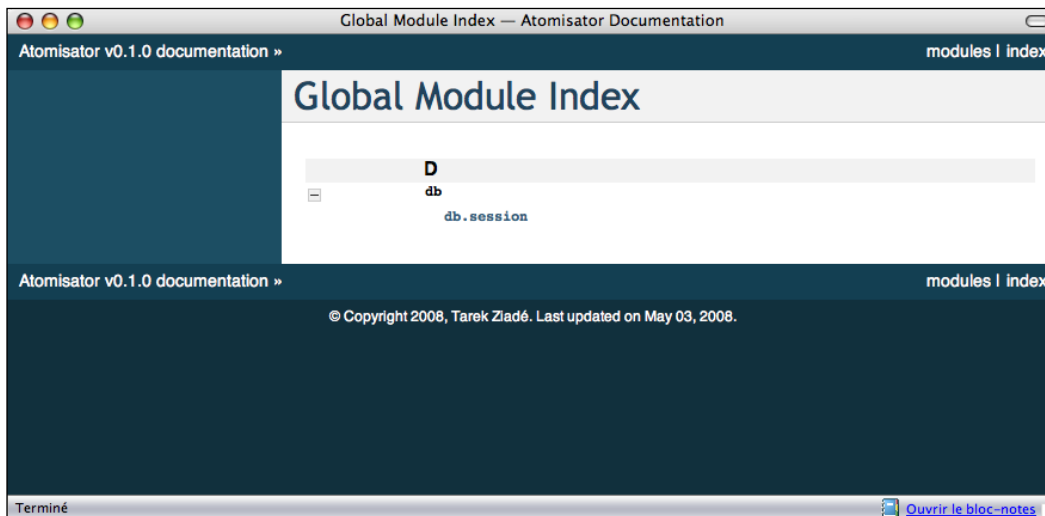 Global Module Index — Atomisator Documentation
Atomisator v0.1.0 documentation » modules | index
Global Module Index
D
db
db.session
Atomisator v0.1.0 documentation » modules | index
© Copyright 2008, Tarek Ziadé. Last updated on May 03, 2008.
Terminé Ouvrir le bloc-notes